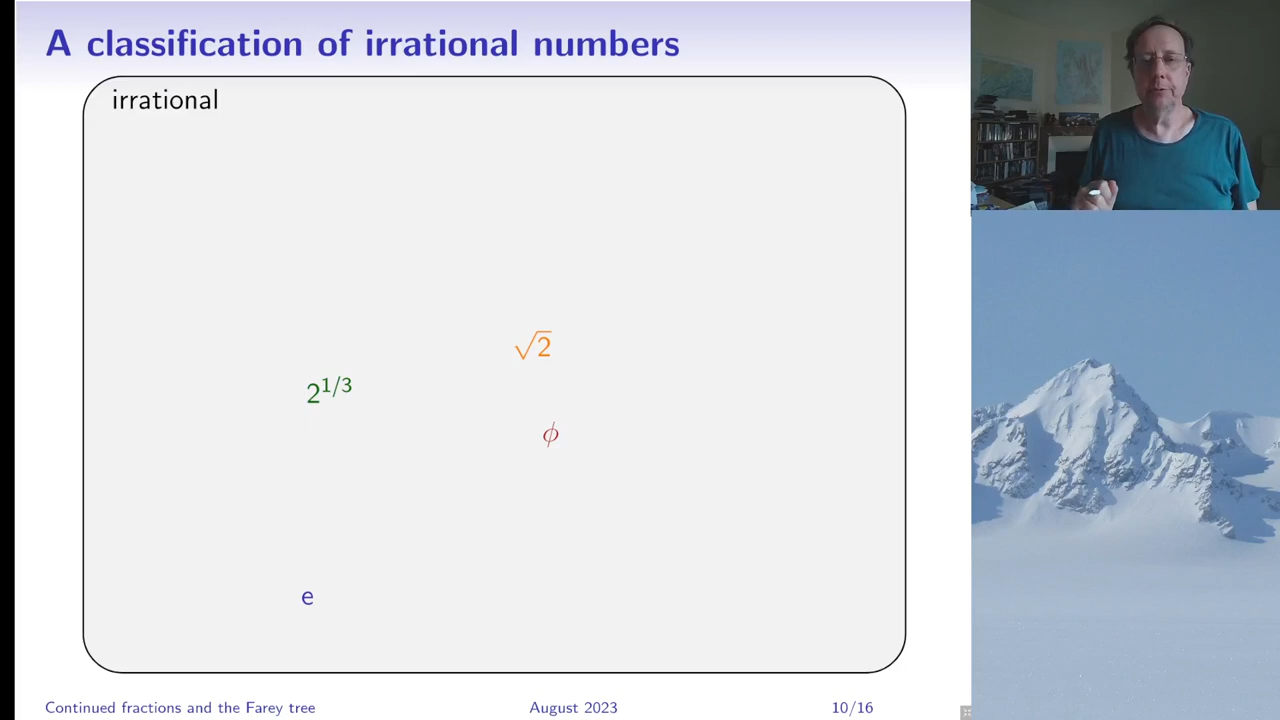 A classification of irrational numbers
irrational
√2
2^{1/3}
ϕ
e
Continued fractions and the Farey tree August 2023 10/16